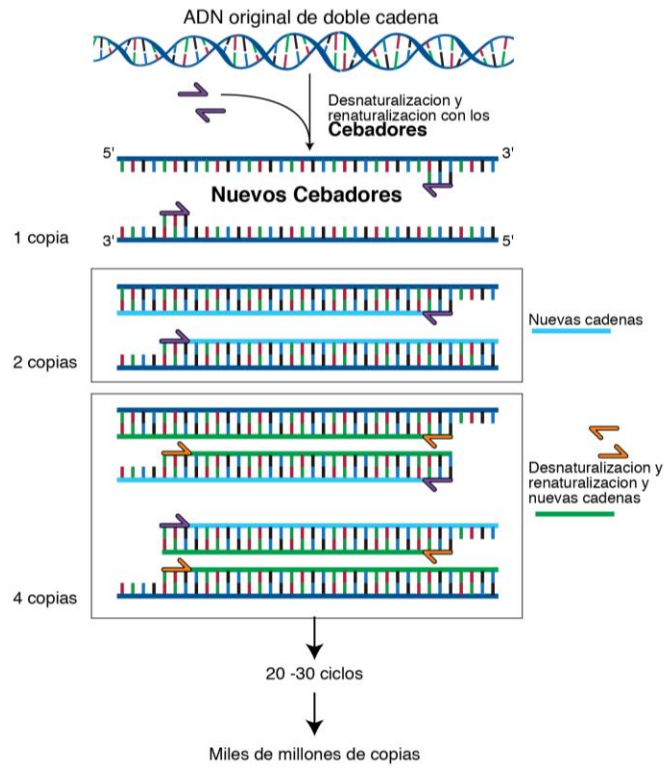 ADN original de doble cadena
Desnaturalizacion y
renaturalizacion con los
Cebadores
5'
3'
Nuevos Cebadores
1 copia
3'
5'
Nuevas cadenas
2 copias
Desnaturalizacion y
renaturalizacion y
nuevas cadenas
4 copias
20 -30 ciclos
Miles de millones de copias